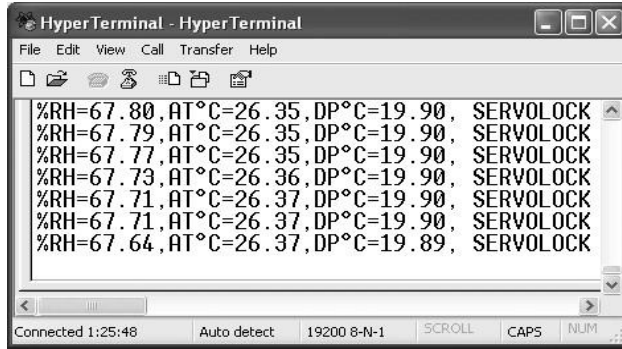 HyperTerminal - HyperTerminal
File Edit View Call Transfer Help
%RH=67.80,AT°C=26.35,DP°C=19.90, SERVOLOCK
%RH=67.79,AT°C=26.35,DP°C=19.90, SERVOLOCK
%RH=67.77,AT°C=26.35,DP°C=19.90, SERVOLOCK
%RH=67.73,AT°C=26.36,DP°C=19.90, SERVOLOCK
%RH=67.71,AT°C=26.37,DP°C=19.90, SERVOLOCK
%RH=67.71,AT°C=26.37,DP°C=19.90, SERVOLOCK
%RH=67.64,AT°C=26.37,DP°C=19.89, SERVOLOCK
Connected 1:25:48 Auto detect 19200 8-N-1 SCROLL CAPS NUM